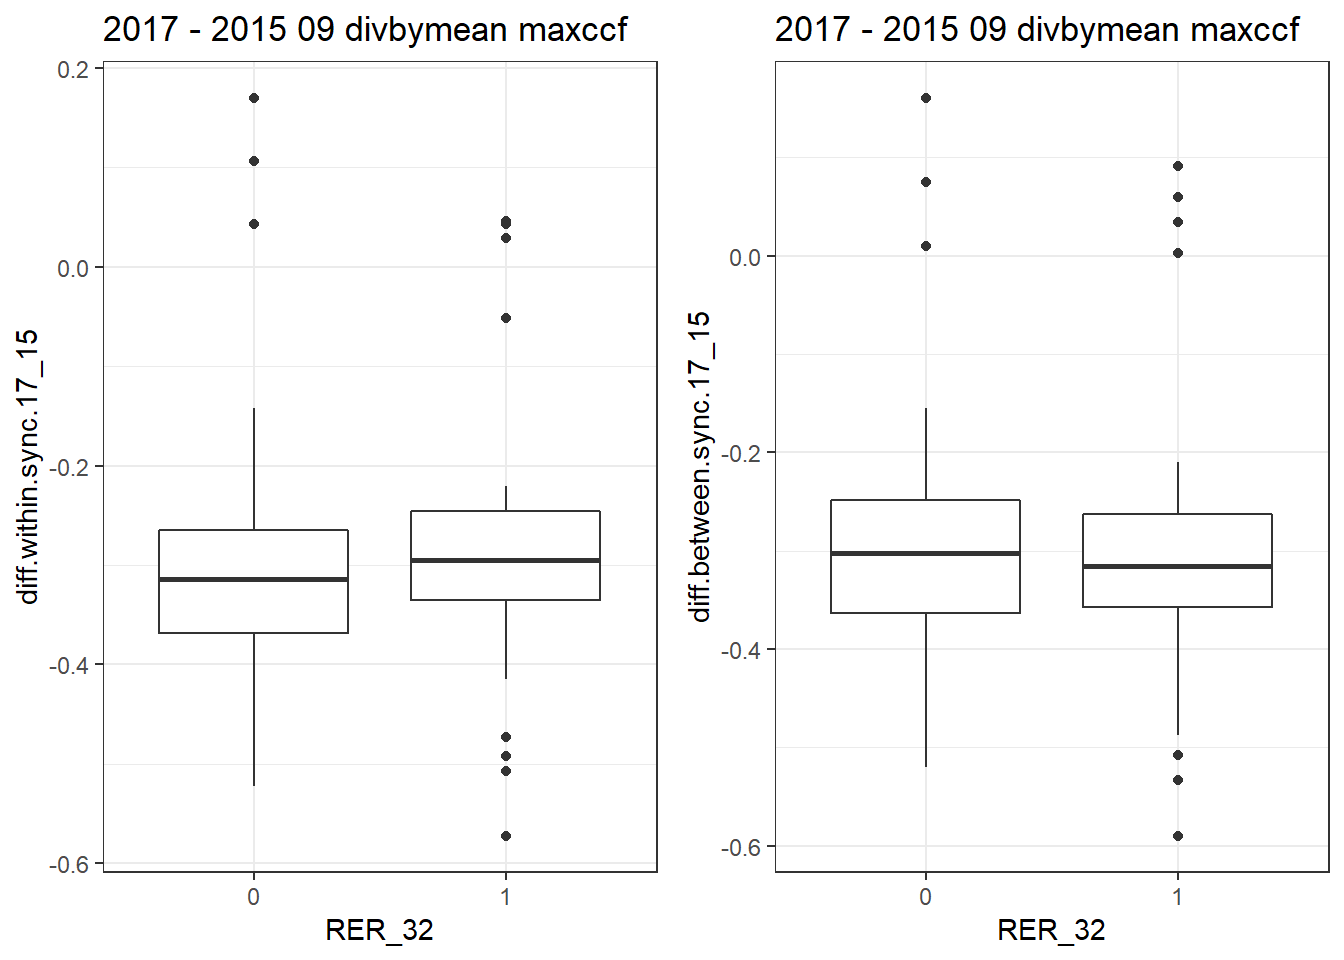 2017 - 2015 09 divbymean maxccf
diff.within.sync.17_15
0.2
0.0
-0.2
-0.4
-0.6
0 1
RER_32
2017 - 2015 09 divbymean maxccf
diff.between.sync.17_15
0.0
-0.2
-0.4
-0.6
0 1
RER_32